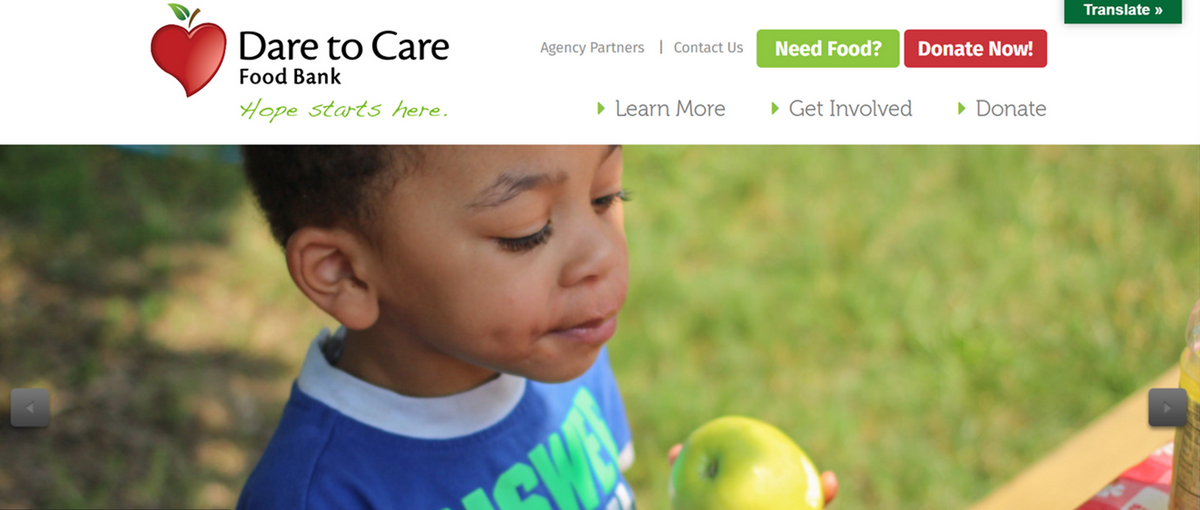 Translate »
Dare to Care
Food Bank
Hope starts here.
Agency Partners | Contact Us
Need Food?
Donate Now!
Learn More
Get Involved
Donate